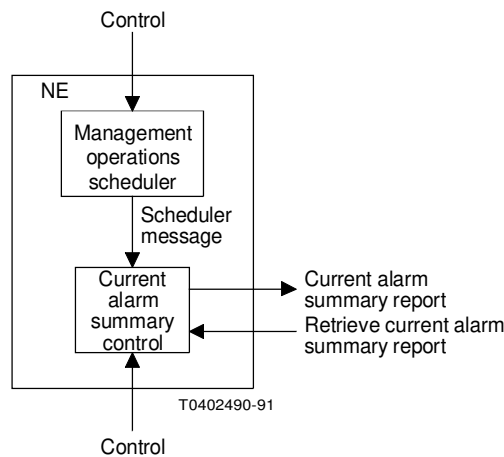 Control
NE
Management
operations
scheduler
Scheduler
message
Current
alarm
summary
control
Current alarm
summary report
Retrieve current alarm
summary report
T0402490-91
Control